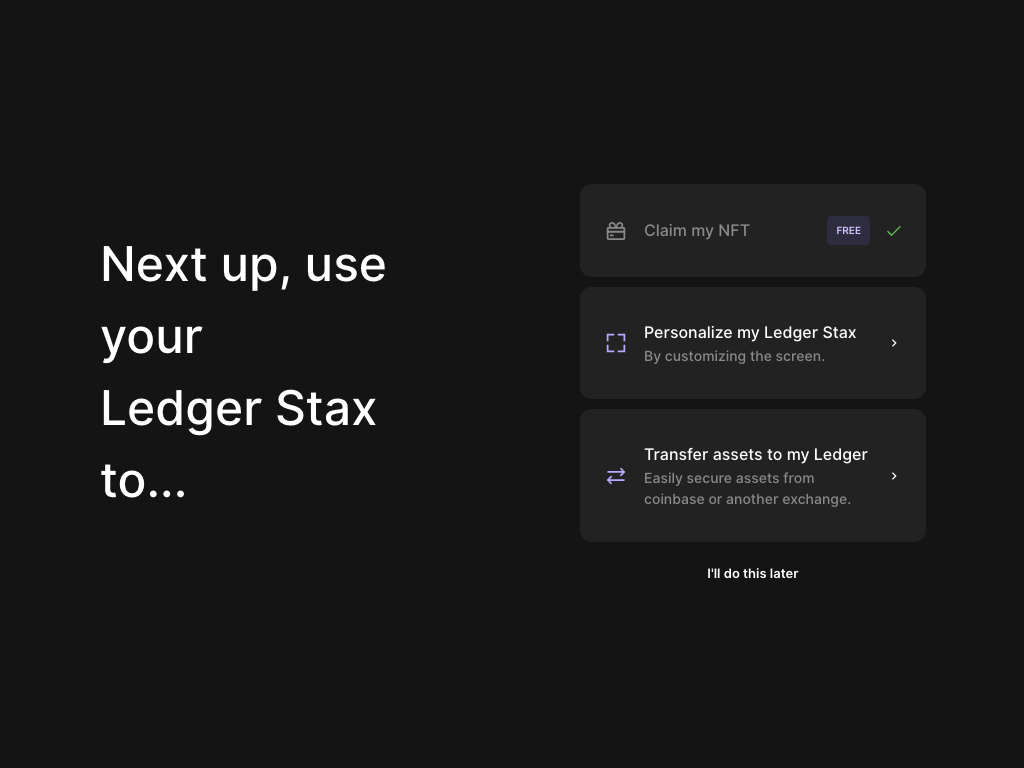 Next up, use
your
Ledger Stax
to...
Claim my NFT
FREE
Personalize my Ledger Stax
By customizing the screen.
Transfer assets to my Ledger
Easily secure assets from
coinbase or another exchange.
I'll do this later